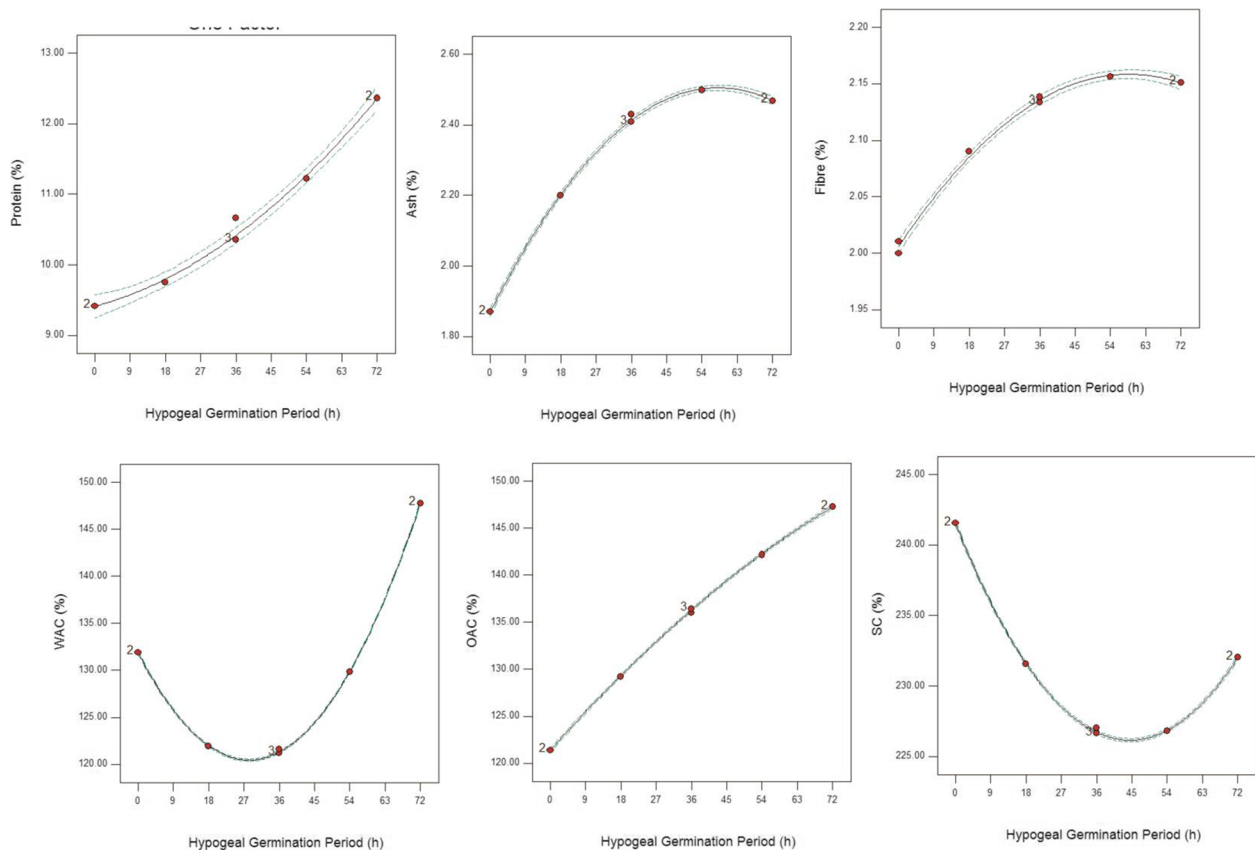 13.00
12.00
11.00
10.00
9.00
Protein (%)
2
3
2
0 9 18 27 36 45 54 63 72
Hypogeal Germination Period (h)
2.60
2.40
2.20
2.00
1.80
Ash (%)
2
3
2
0 9 18 27 36 45 54 63 72
Hypogeal Germination Period (h)
2.20
2.15
2.10
2.05
2.00
1.95
Fibre (%)
3
2
0 9 18 27 36 45 54 63 72
Hypogeal Germination Period (h)
150.00
145.00
140.00
135.00
130.00
125.00
120.00
WAC (%)
2
3
2
0 9 18 27 36 45 54 63 72
Hypogeal Germination Period (h)
150.00
145.00
140.00
135.00
130.00
125.00
120.00
OAC (%)
2
3
2
0 9 18 27 36 45 54 63 72
Hypogeal Germination Period (h)
245.00
240.00
235.00
230.00
225.00
SC (%)
2
3
2
0 9 18 27 36 45 54 63 72
Hypogeal Germination Period (h)